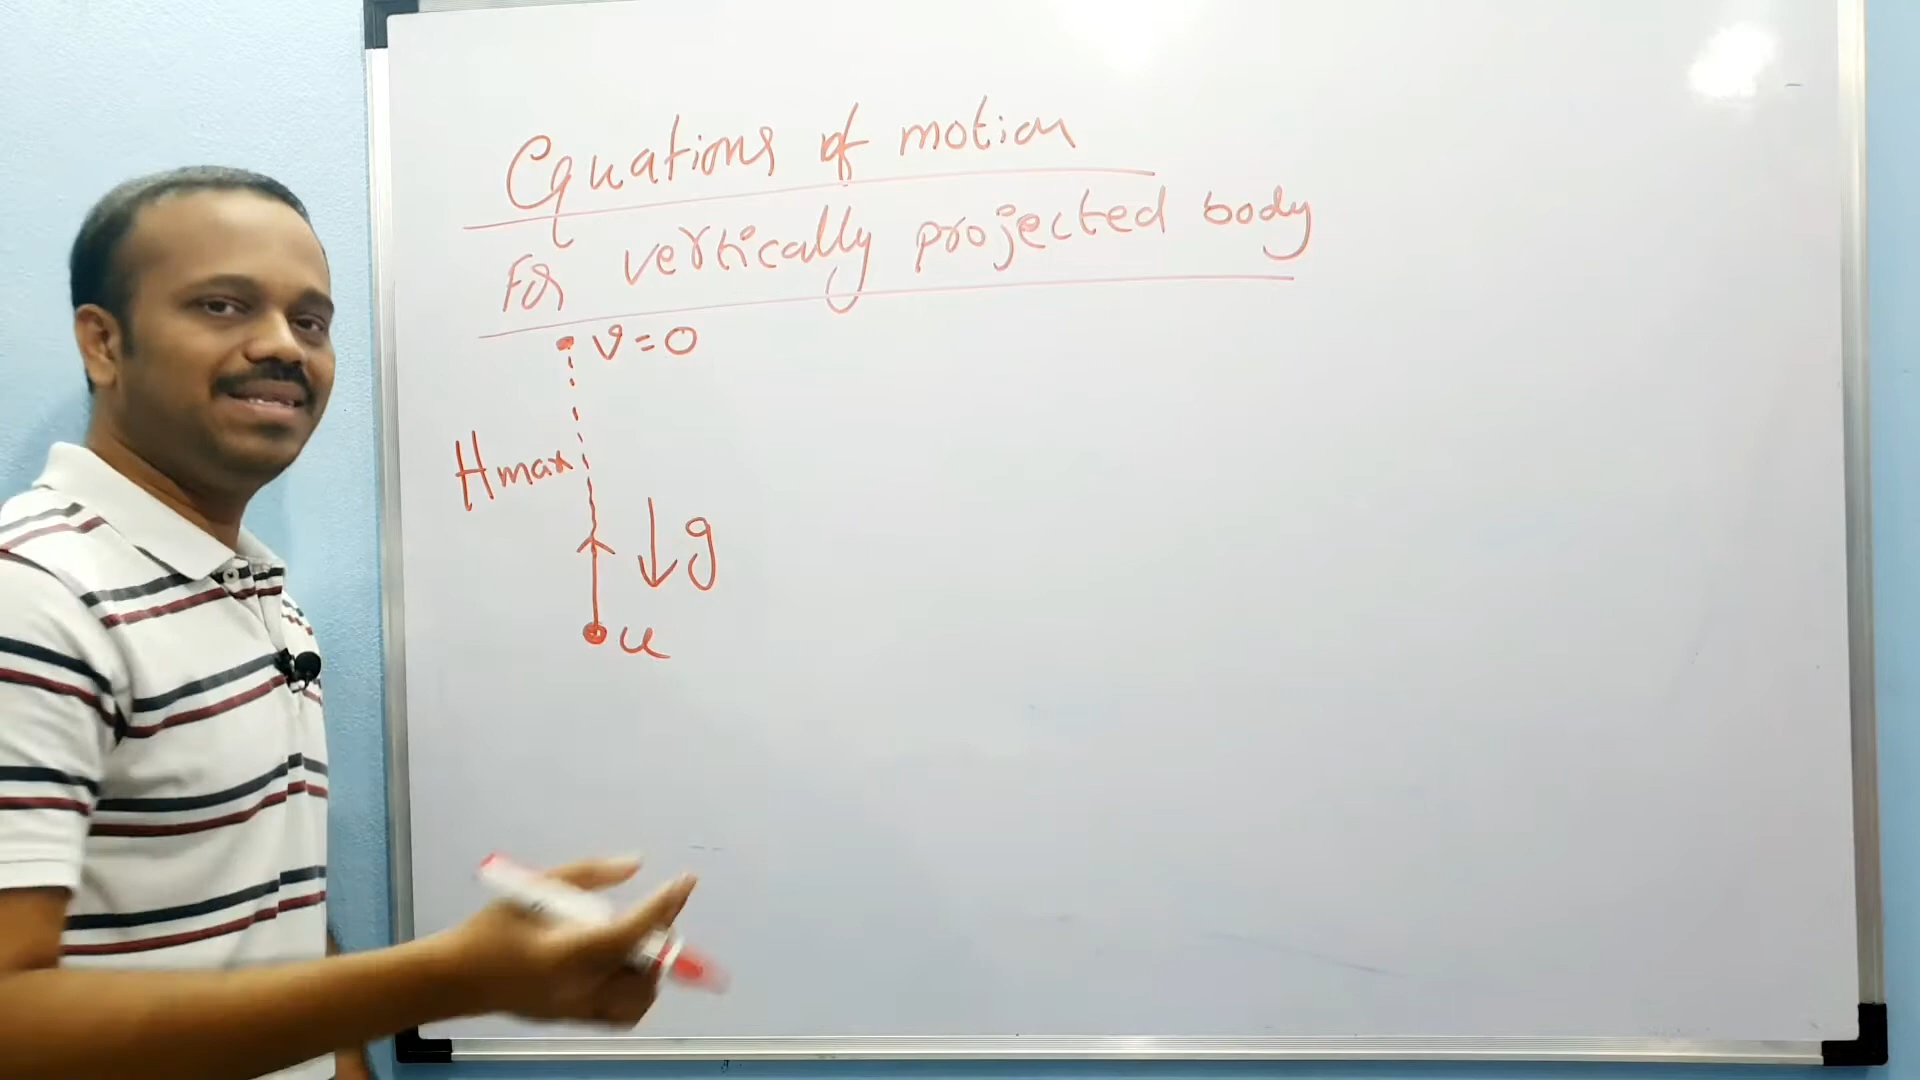 Equations of motion
For vertically projected body
v = 0
Hmax
g
u